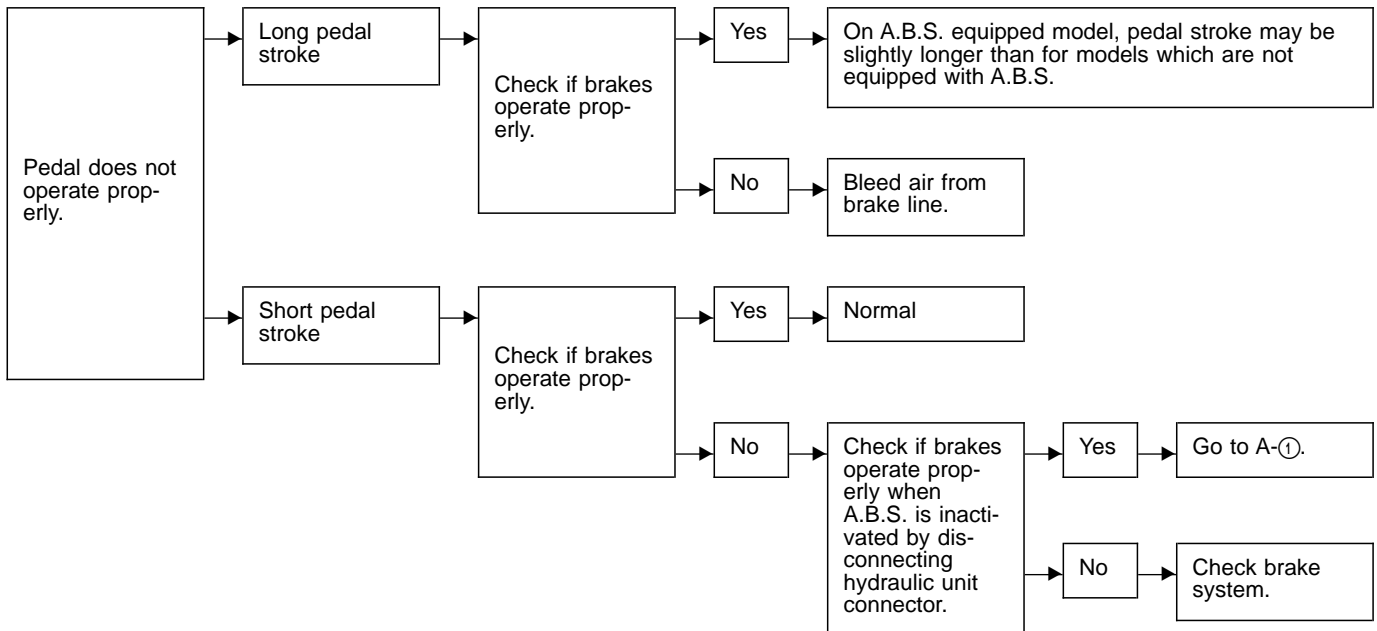 Pedal does not
operate prop-
erly.
Long pedal
stroke
Check if brakes
operate prop-
erly.
Yes
On A.B.S. equipped model, pedal stroke may be
slightly longer than for models which are not
equipped with A.B.S.
No
Bleed air from
brake line.
Short pedal
stroke
Check if brakes
operate prop-
erly.
Yes
Normal
No
Check if brakes
operate prop-
erly when
A.B.S. is inacti-
vated by dis-
connecting
hydraulic unit
connector.
Yes
Go to A-①.
No
Check brake
system.